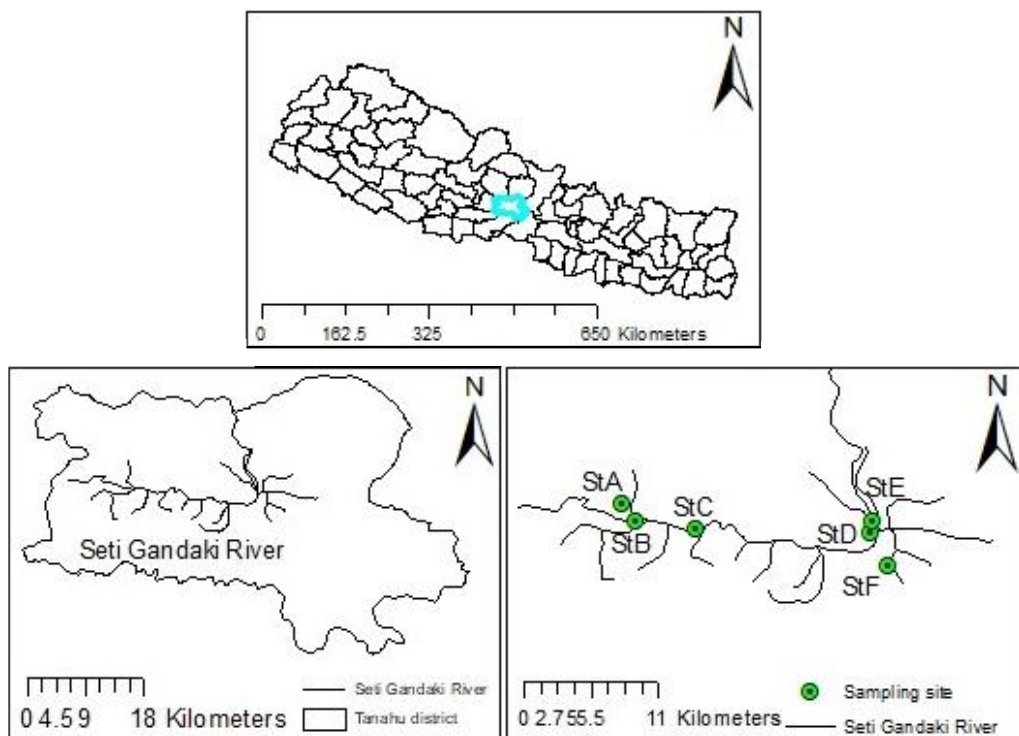 N
0 162.5 325 650 Kilometers
N
Seti Gandaki River
0 4.5 9 18 Kilometers
Seti Gandaki River
Tanahu district
N
StA
StE
StC
StB
StD
StF
0 2.75 5.5 11 Kilometers
Sampling site
Seti Gandaki River